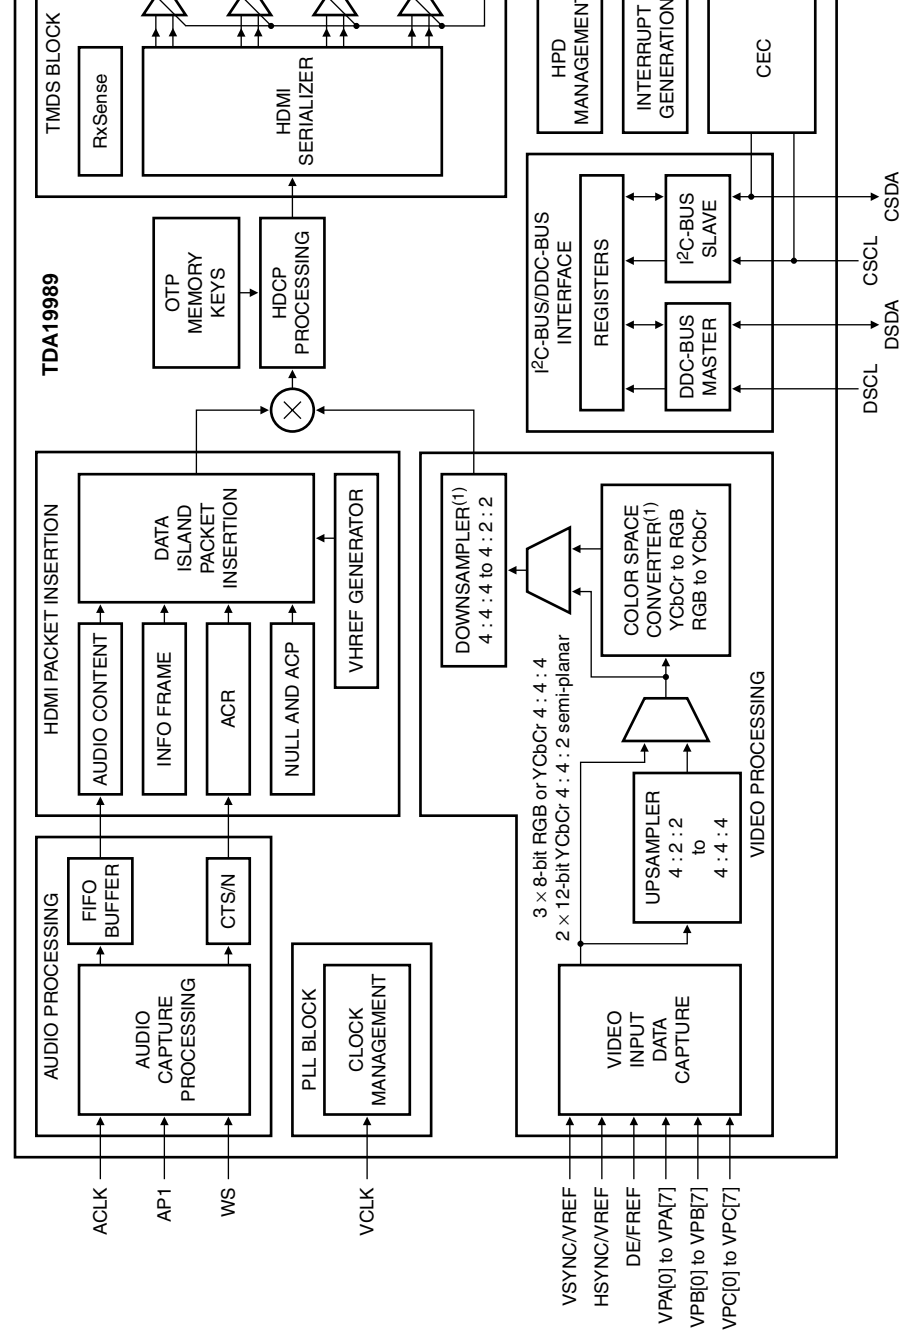 TDA19989
AUDIO PROCESSING
AUDIO
CAPTURE
PROCESSING
FIFO
BUFFER
CTS/N
ACLK
AP1
WS
PLL BLOCK
CLOCK
MANAGEMENT
VCLK
HDMI PACKET INSERTION
AUDIO CONTENT
INFO FRAME
ACR
NULL AND ACP
DATA
ISLAND
PACKET
INSERTION
VHREF GENERATOR
OTP
MEMORY
KEYS
HDCP
PROCESSING
TMDS BLOCK
RxSense
HDMI
SERIALIZER
VSYNC/VREF
HSYNC/VREF
DE/FREF
VPA[0] to VPA[7]
VPB[0] to VPB[7]
VPC[0] to VPC[7]
VIDEO
INPUT
DATA
CAPTURE
3 × 8-bit RGB or YCbCr 4 : 4 : 4
2 × 12-bit YCbCr 4 : 4 : 2 semi-planar
UPSAMPLER
4 : 2 : 2
to
4 : 4 : 4
VIDEO PROCESSING
DOWNSAMPLER(1)
4 : 4 : 4 to 4 : 2 : 2
COLOR SPACE
CONVERTER(1)
YCbCr to RGB
RGB to YCbCr
I2C-BUS/DDC-BUS
INTERFACE
REGISTERS
DDC-BUS
MASTER
I2C-BUS
SLAVE
DSCL
DSDA
CSCL
CSDA
HPD
MANAGEMENT
INTERRUPT
GENERATION
CEC